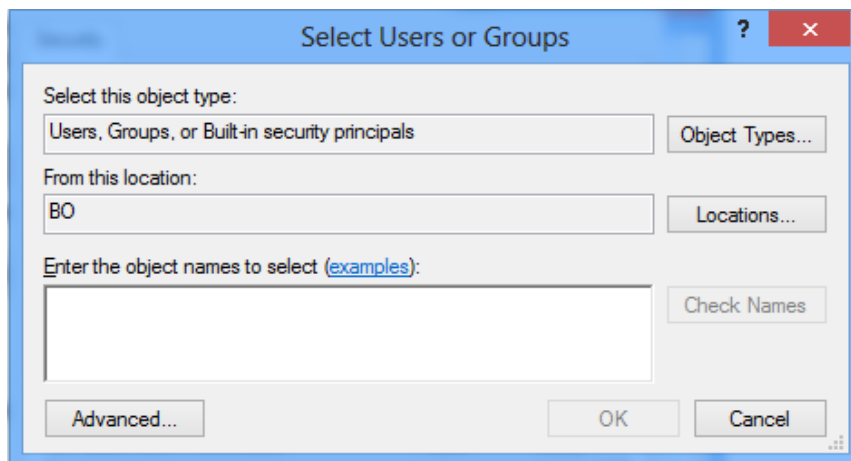 Security
Select Users or Groups
?
Select this object type:
Users, Groups, or Built-in security principals
Object Types...
From this location:
BO
Locations...
Enter the object names to select (examples):
Check Names
Advanced...
OK
Cancel